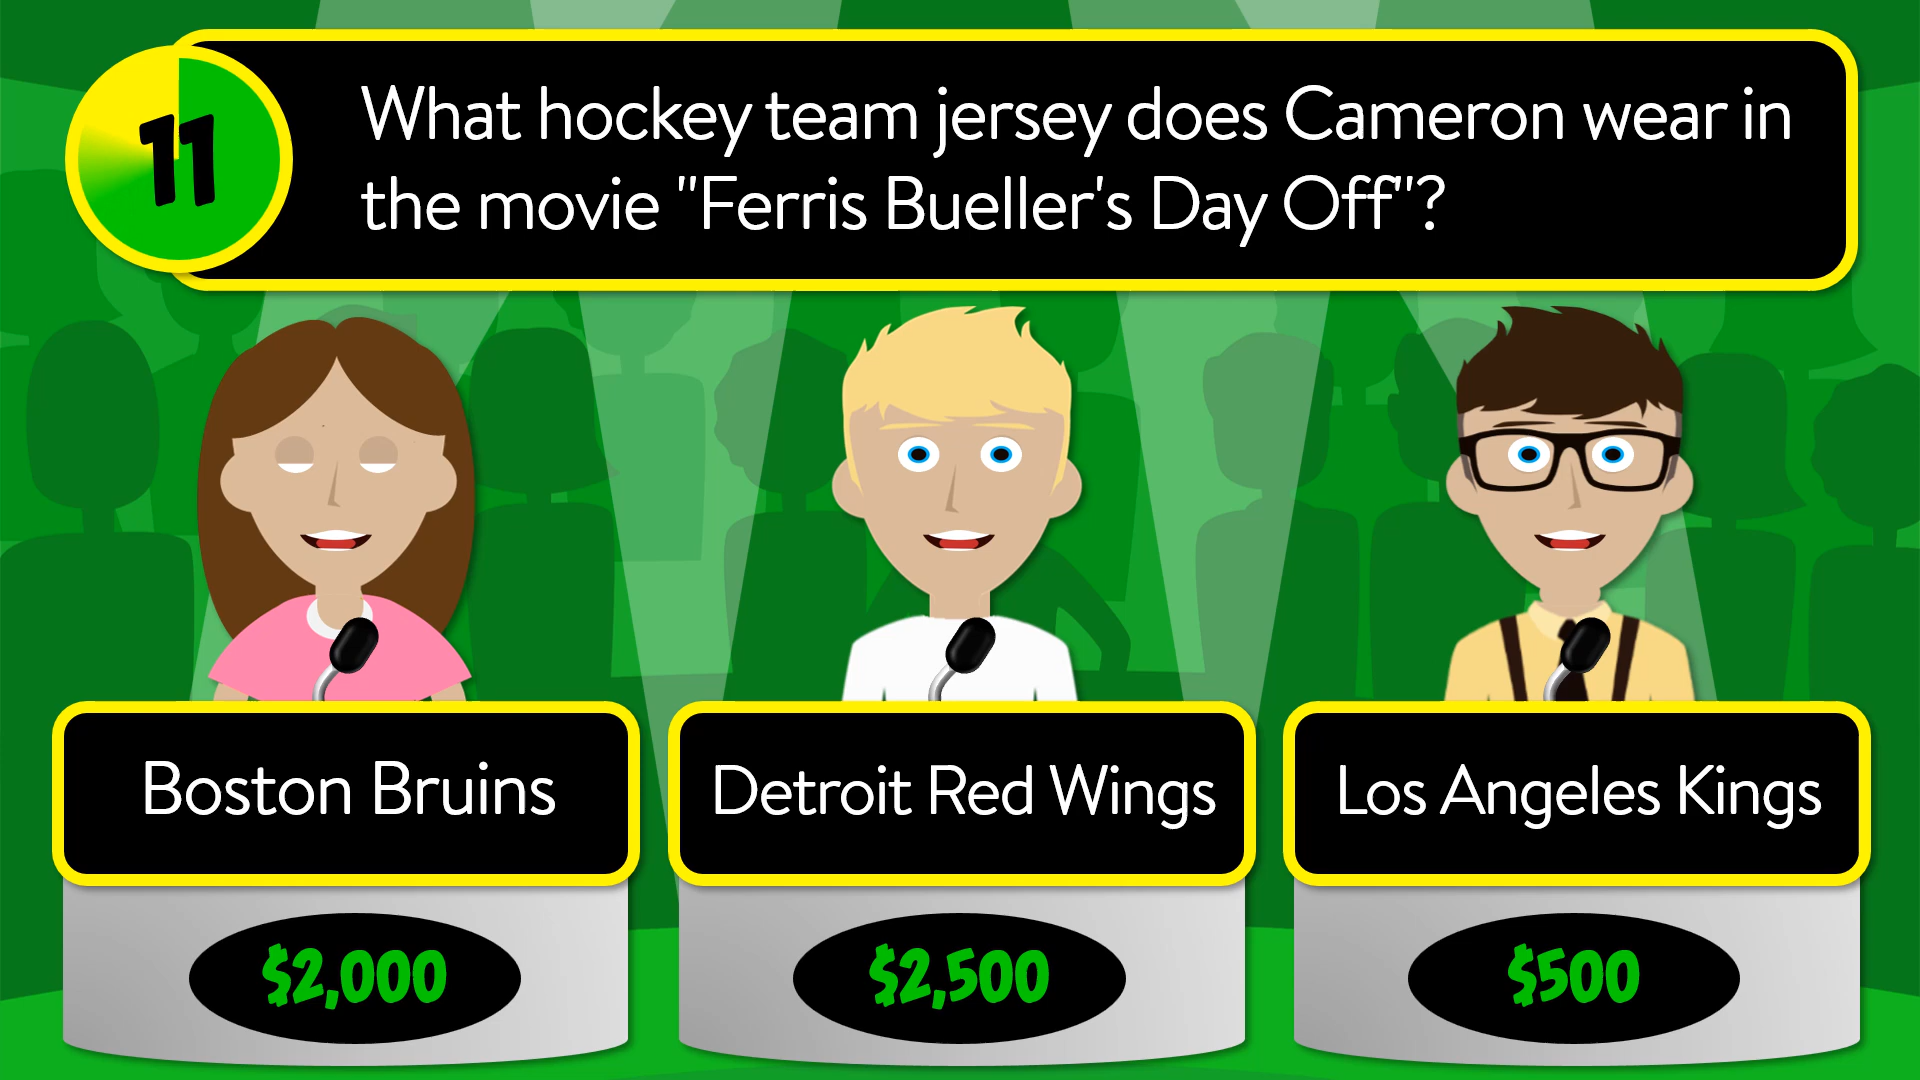 11
What hockey team jersey does Cameron wear in
the movie "Ferris Bueller's Day Off"?
Boston Bruins
Detroit Red Wings
Los Angeles Kings
$2,000
$2,500
$500